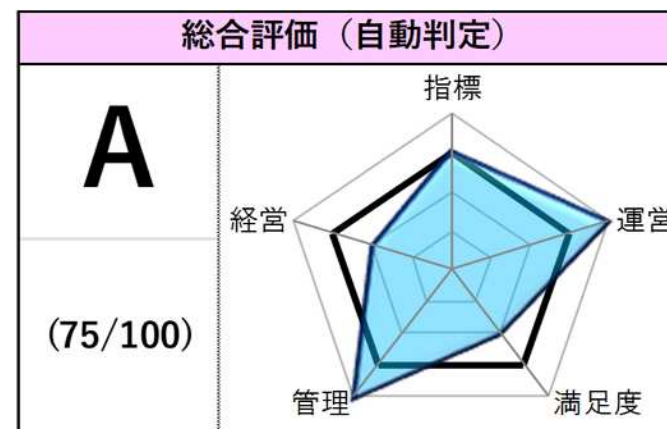 総合評価（自動判定）
A
(75/100)
指標
運営
満足度
管理
経営